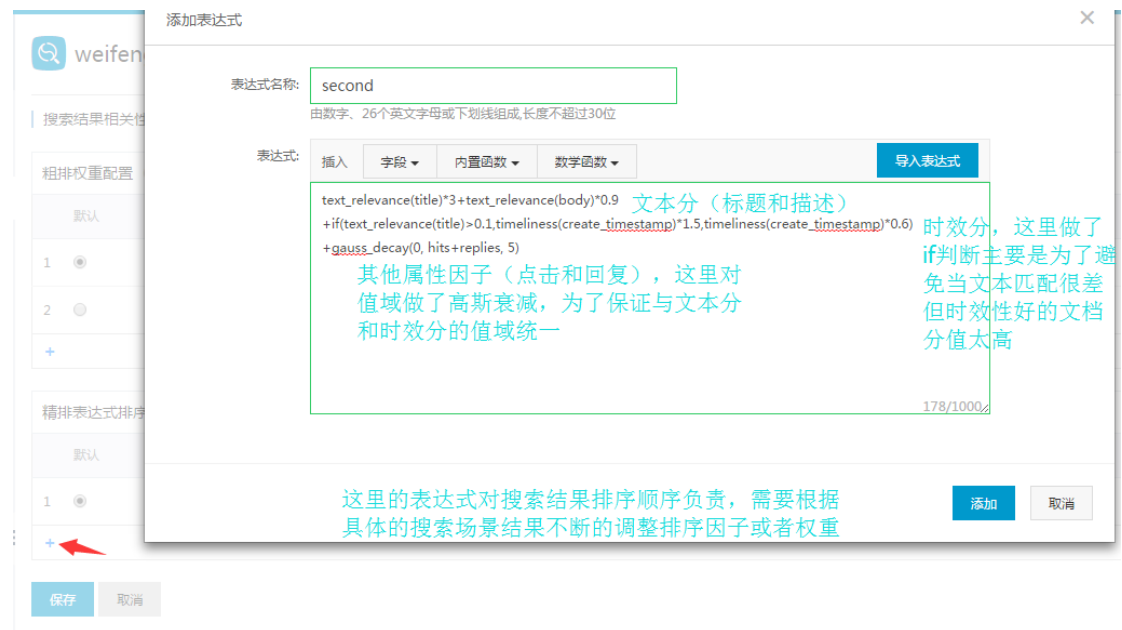 添加表达式
weifen
表达式名称:
second
由数字、26个英文字母或下划线组成,长度不超过30位
搜索结果相关性
表达式:
插入 字段 内置函数 数学函数 导入表达式
粗排权重配置
默认
text_relevance(title)*3+text_relevance(body)*0.9 文本分（标题和描述）
+if(text_relevance(title)>0.1,timeliness(create_timestamp)*1.5,timeliness(create_timestamp)*0.6)
+gauss_decay(0, hits+replies, 5)
时效分，这里做了
if判断主要是为了避
免当文本匹配很差
但时效性好的文档
分值太高
其他属性因子（点击和回复），这里对
值域做了高斯衰减，为了保证与文本分
和时效分的值域统一
1
2
+
178/1000
精排表达式排序
默认
1
+
这里的表达式对搜索结果排序顺序负责，需要根据
具体的搜索场景结果不断的调整排序因子或者权重
添加 取消
保存 取消